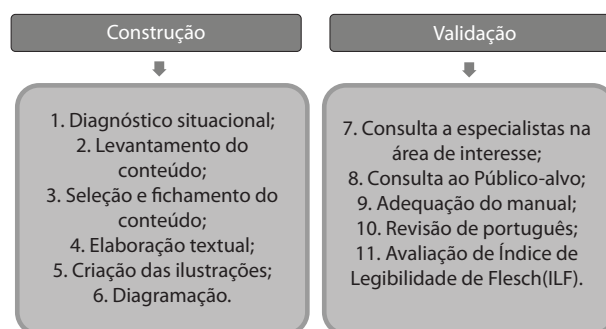 Construção
1. Diagnóstico situacional;
2. Levantamento do
conteúdo;
3. Seleção e fichamento do
conteúdo;
4. Elaboração textual;
5. Criação das ilustrações;
6. Diagramação.
Validação
7. Consulta a especialistas na
área de interesse;
8. Consulta ao Público-alvo;
9. Adequação do manual;
10. Revisão de português;
11. Avaliação de Índice de
Legibilidade de Flesch(ILF).